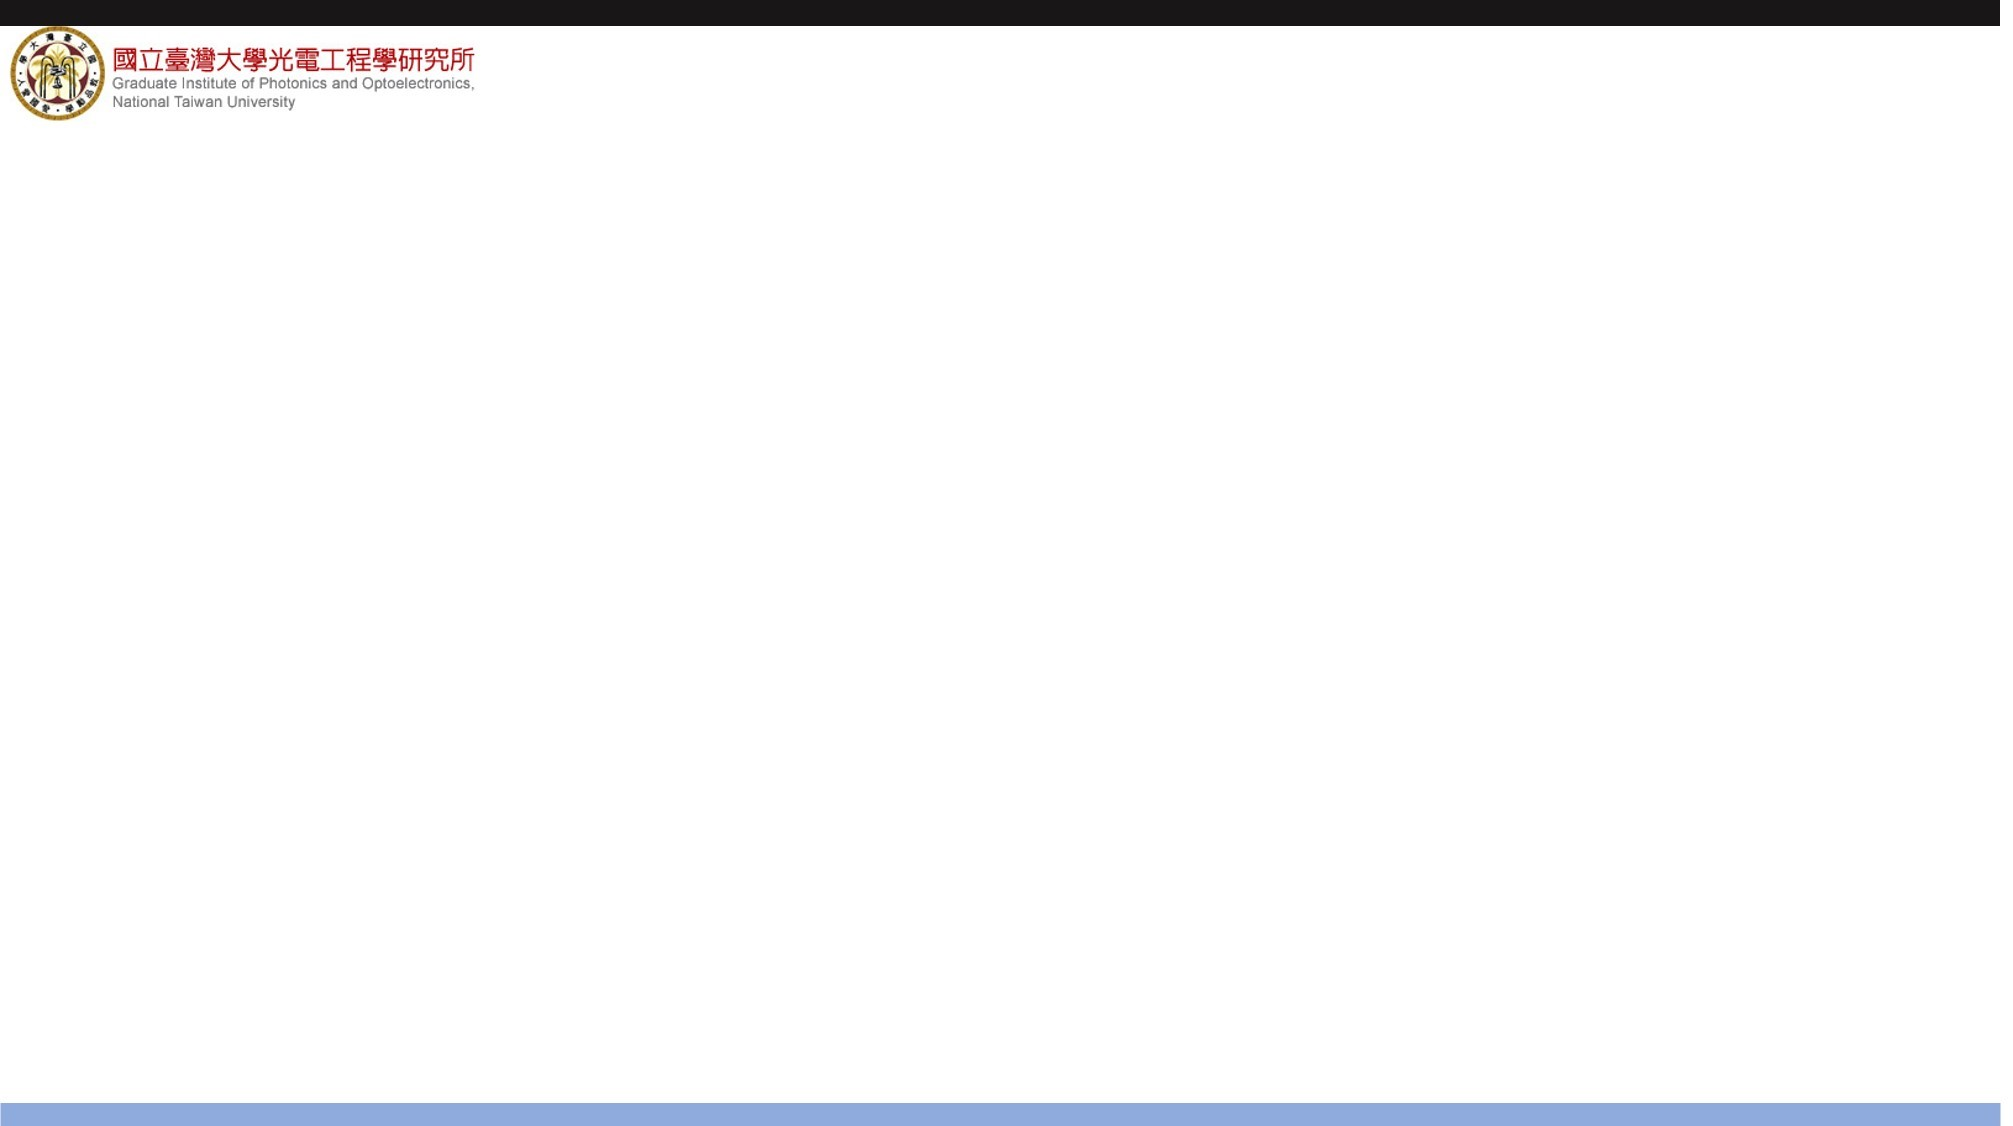 國立臺灣大學光電工程學研究所
Graduate Institute of Photonics and Optoelectronics,
National Taiwan University